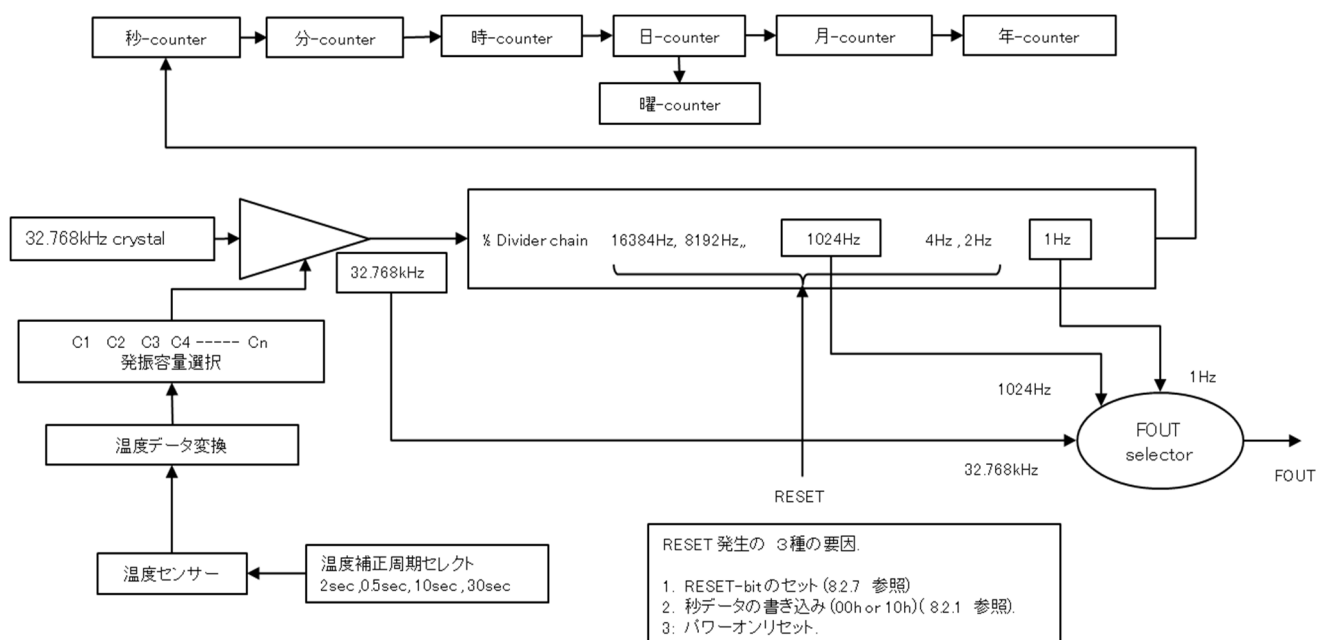 秒-counter
分-counter
時-counter
日-counter
月-counter
年-counter
曜-counter
32.768kHz crystal
32.768kHz
% Divider chain 16384Hz, 8192Hz,, 1024Hz 4Hz , 2Hz 1Hz
C1 C2 C3 C4 ----- Cn
発振容量選択
温度データ変換
温度センサー
温度補正周期セレクト
2sec ,0.5sec, 10sec , 30sec
1024Hz
1Hz
32.768kHz
FOUT
selector
FOUT
RESET
RESET 発生の 3種の要因.
1. RESET-bit のセット (8.2.7 参照)
2. 秒データの書き込み (00h or 10h)( 8.2.1 参照).
3: パワーオンリセット.